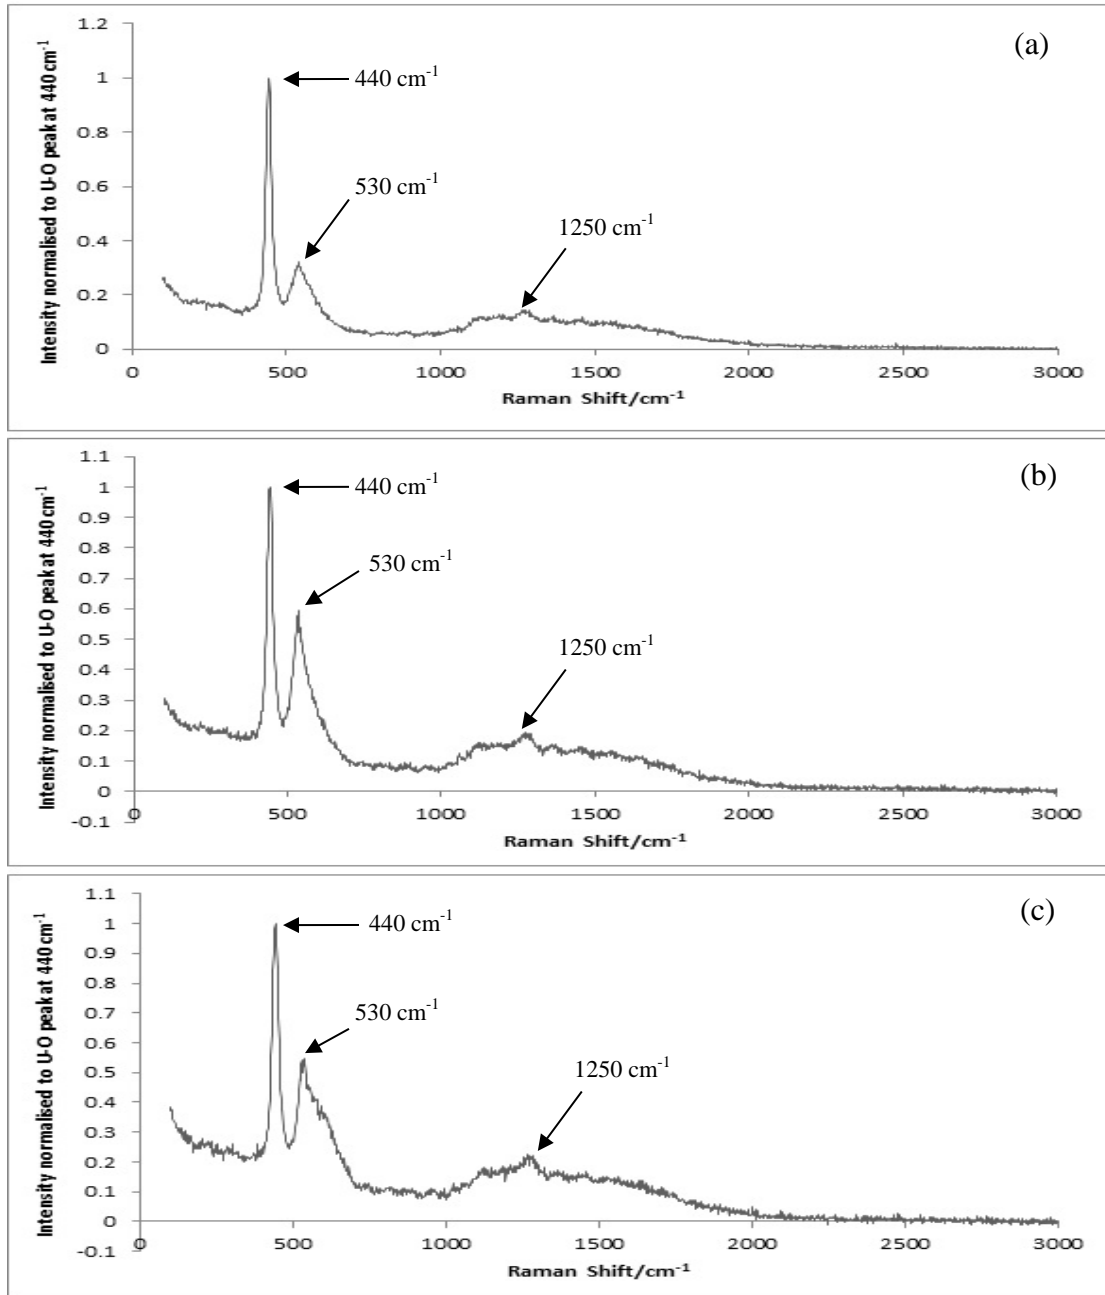 (a)
Intensity normalised to U-O peak at 440 cm⁻¹
1.2
1
0.8
0.6
0.4
0.2
0
440 cm⁻¹
530 cm⁻¹
1250 cm⁻¹
0 500 1000 1500 2000 2500 3000
Raman Shift/cm⁻¹
(b)
Intensity normalised to U-O peak at 440 cm⁻¹
1.1
1
0.9
0.8
0.7
0.6
0.5
0.4
0.3
0.2
0.1
0
-0.1
440 cm⁻¹
530 cm⁻¹
1250 cm⁻¹
0 500 1000 1500 2000 2500 3000
Raman Shift/cm⁻¹
(c)
Intensity normalised to U-O peak at 440 cm⁻¹
1.1
1
0.9
0.8
0.7
0.6
0.5
0.4
0.3
0.2
0.1
0
-0.1
440 cm⁻¹
530 cm⁻¹
1250 cm⁻¹
0 500 1000 1500 2000 2500 3000
Raman Shift/cm⁻¹